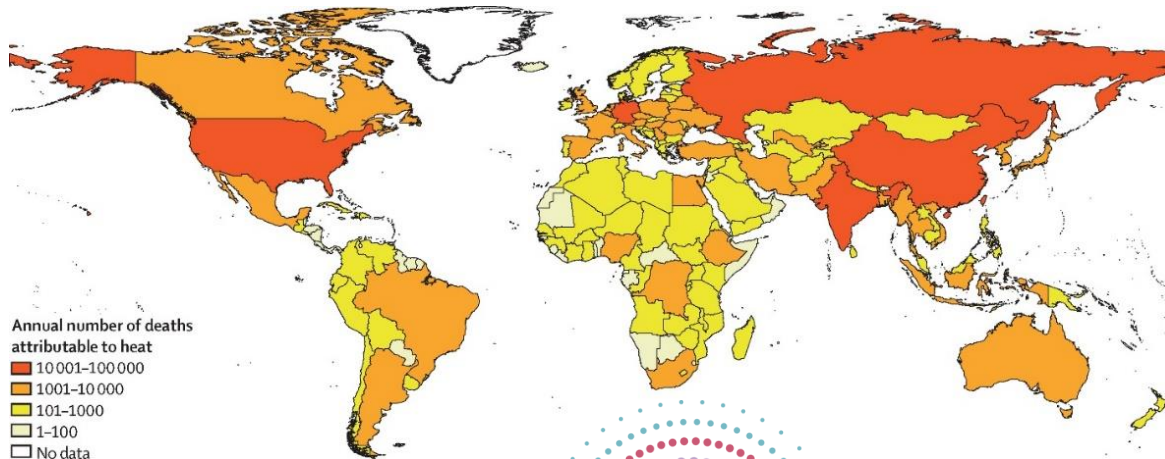 Annual number of deaths
attributable to heat
10 001–100 000
1001–10 000
101–1000
1–100
No data